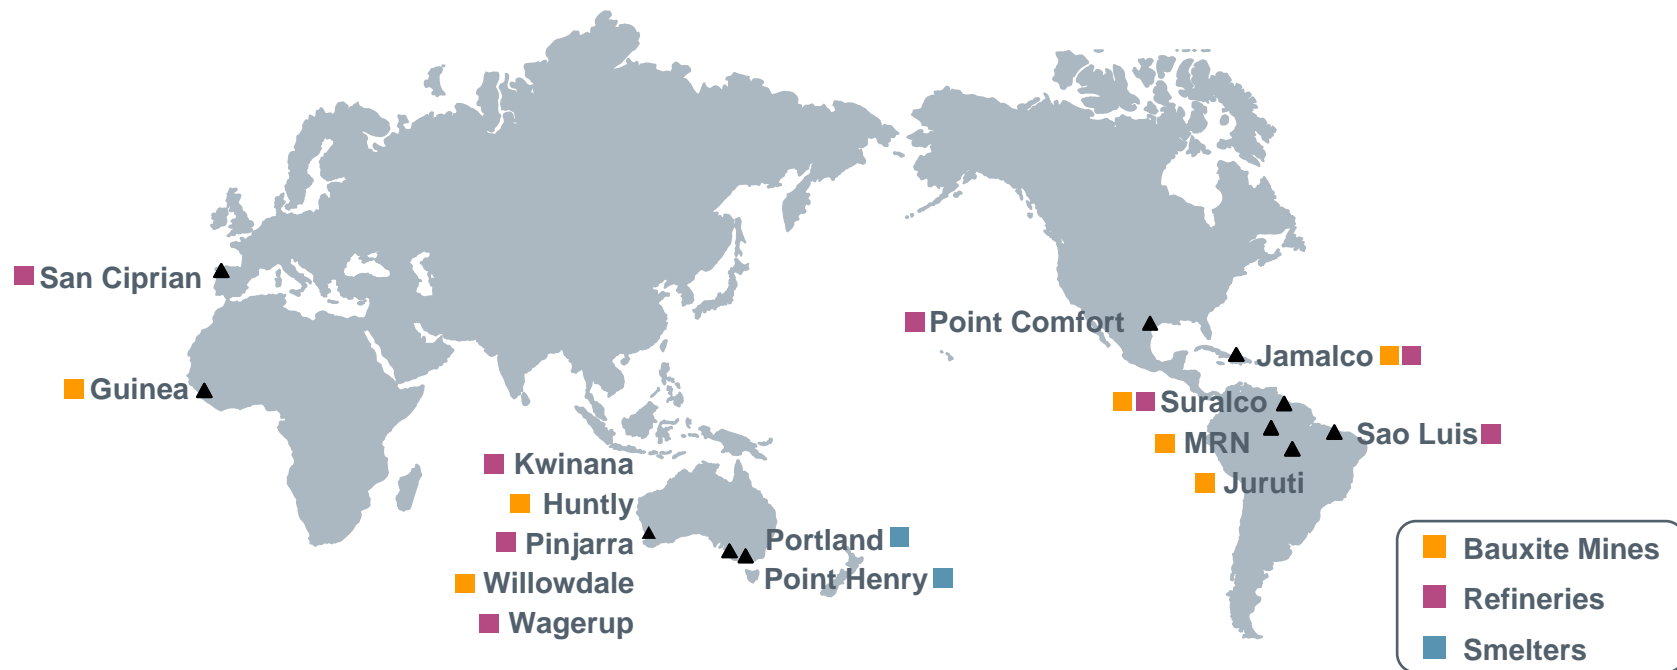 San Ciprian
Guinea
Kwinana
Huntly
Pinjarra
Willowdale
Wagerup
Portland
Point Henry
Point Comfort
Jamalco
Suralco
MRN
Sao Luis
Juruti
Bauxite Mines
Refineries
Smelters